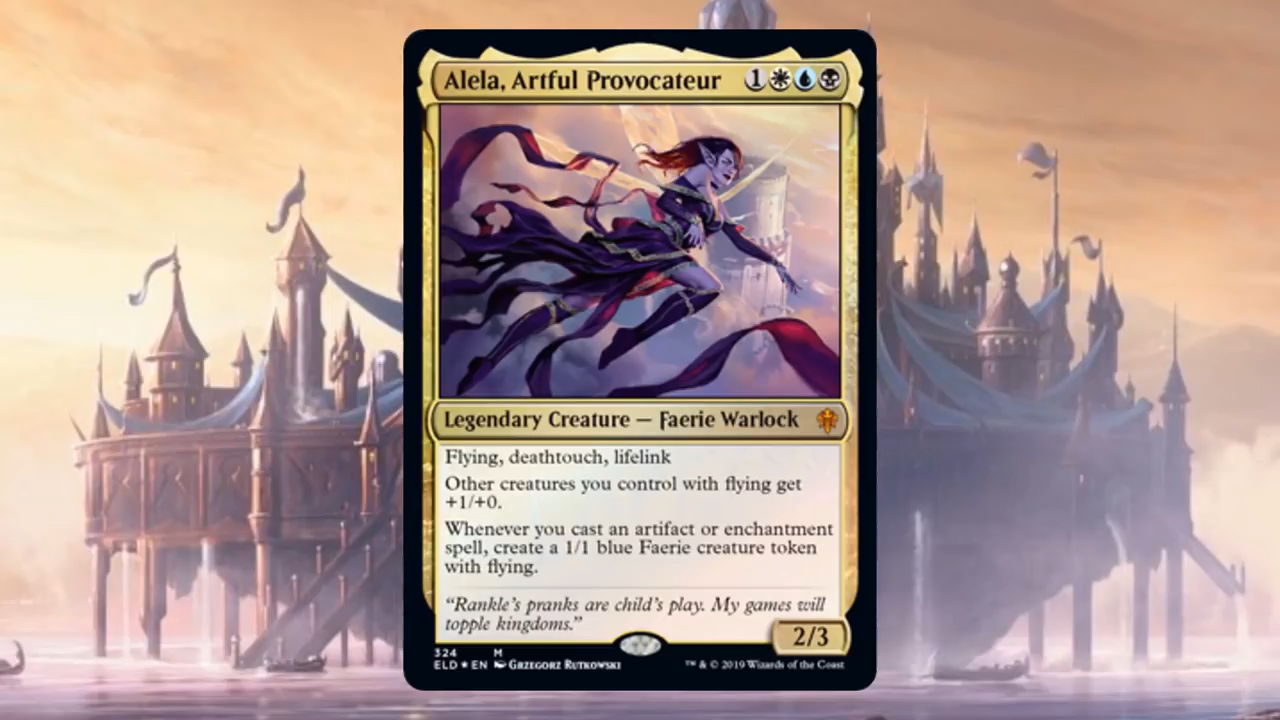 Alela, Artful Provocateur 1
Legendary Creature — Faerie Warlock
Flying, deathtouch, lifelink
Other creatures you control with flying get
+1/+0.
Whenever you cast an artifact or enchantment
spell, create a 1/1 blue Faerie creature token
with flying.
“Rankle’s pranks are child’s play. My games will
topple kingdoms.”
2/3
324 M
ELD ★ EN Grzegorz Rutkowski
™ & © 2019 Wizards of the Coast